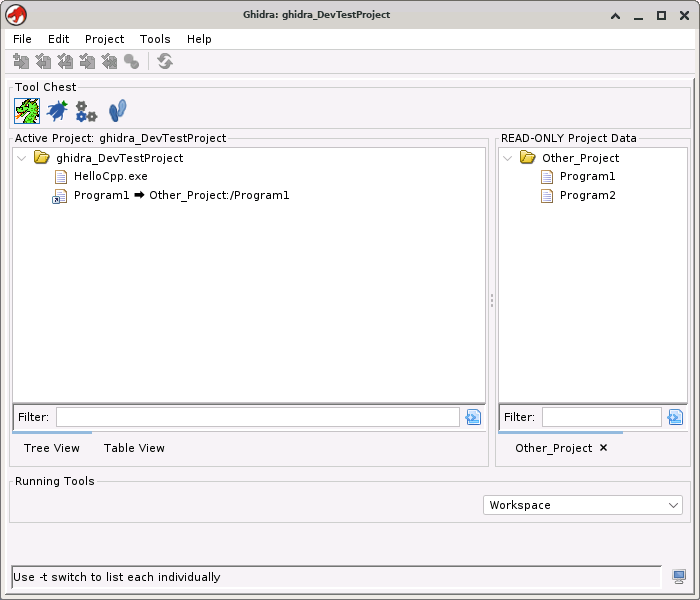 Ghidra: ghidra_DevTestProject
File Edit Project Tools Help
Tool Chest
Active Project: ghidra_DevTestProject
ghidra_DevTestProject
HelloCpp.exe
Program1 ➡ Other_Project:/Program1
Filter:
Tree View Table View
READ-ONLY Project Data
Other_Project
Program1
Program2
Filter:
Other_Project ×
Running Tools
Workspace
Use -t switch to list each individually